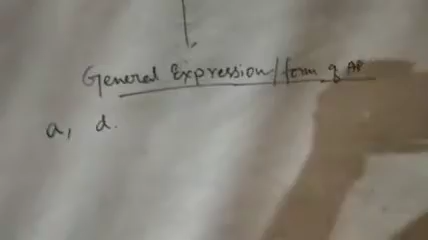 General Expression/form of AP
a, d.